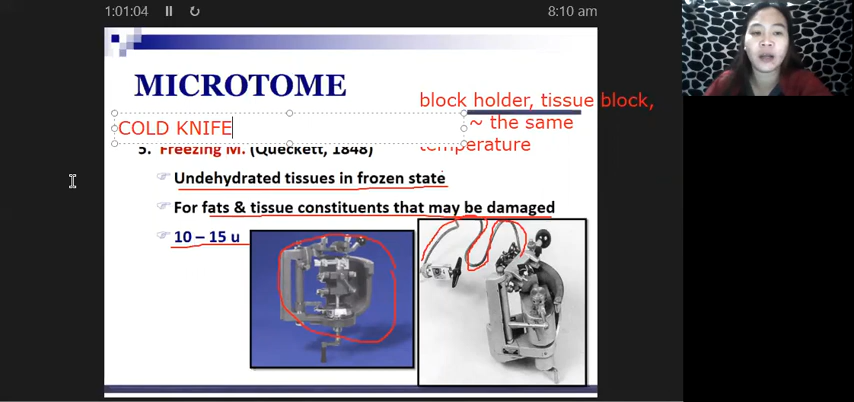 1:01:04
8:10 am
MICROTOME
block holder, tissue block,
~ the same
temperature
COLD KNIFE
5. Freezing M. (Queckett, 1848)
Undehydrated tissues in frozen state
For fats & tissue constituents that may be damaged
10 – 15 u